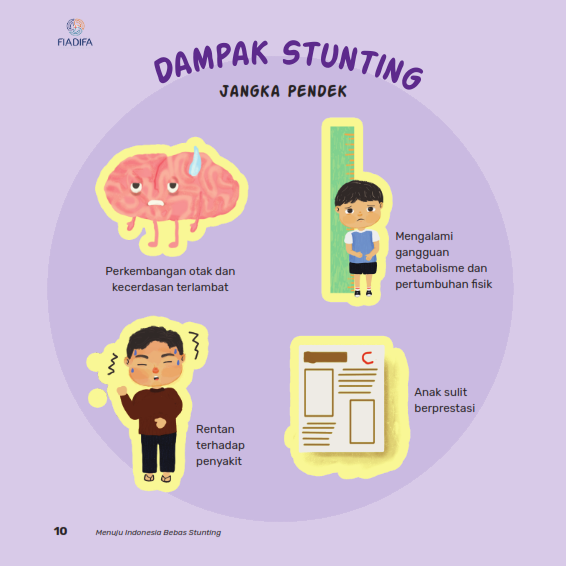 FIADIFA
DAMPAK STUNTING
JANGKA PENDEK
Perkembangan otak dan
kecerdasan terlambat
Mengalami
gangguan
metabolisme dan
pertumbuhan fisik
Rentan
terhadap
penyakit
C
Anak sulit
berprestasi
10
Menuju Indonesia Bebas Stunting